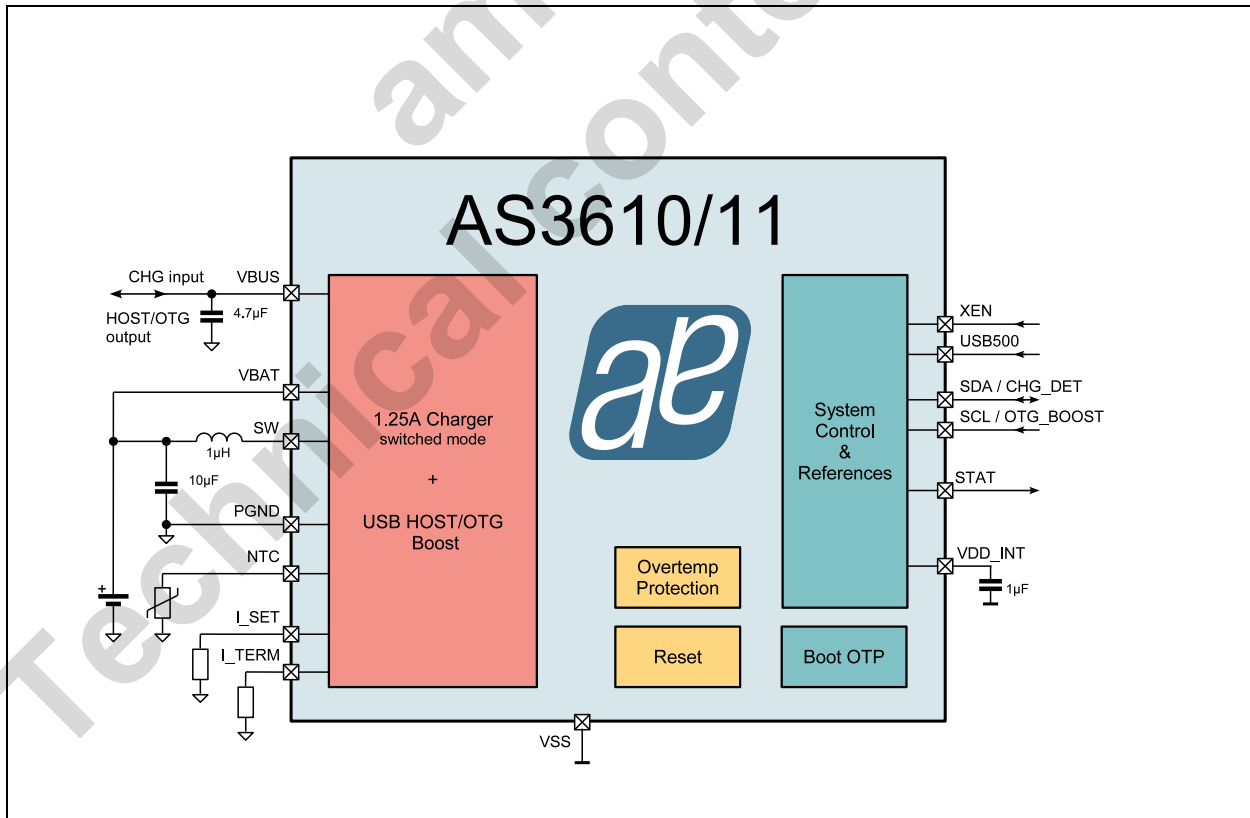 am
Technical conte
AS3610/11
CHG input
HOST/OTG
output
4.7µF
VBUS
VBAT
SW
1µH
10µF
PGND
NTC
+
I_SET
I_TERM
1.25A Charger
switched mode
+
USB HOST/OTG
Boost
ae
Overtemp
Protection
Reset
System
Control
&
References
Boot OTP
XEN
USB500
SDA / CHG_DET
SCL / OTG_BOOST
STAT
VDD_INT
1µF
VSS